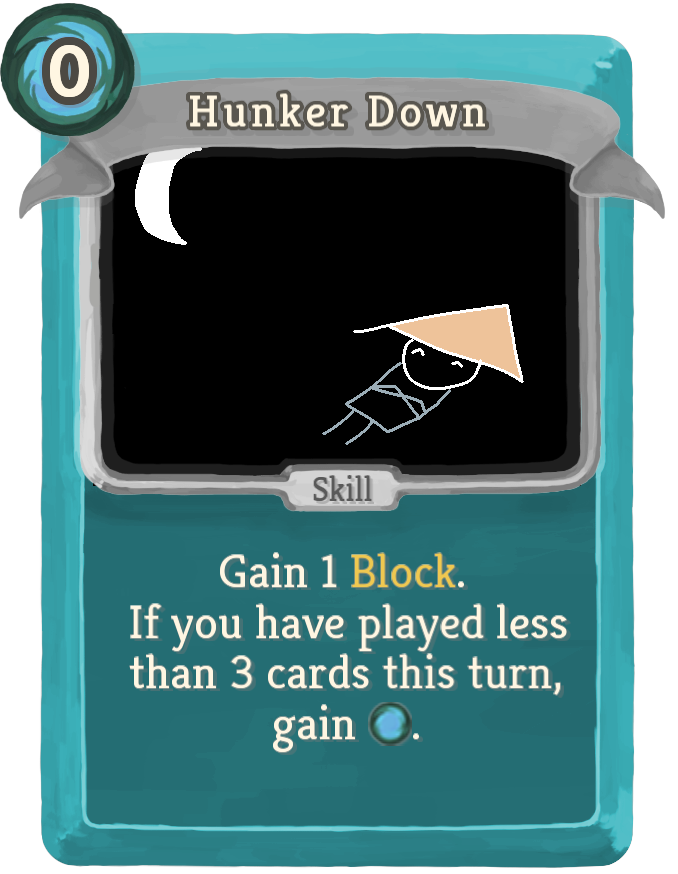 0
Hunker Down
Skill
Gain 1 Block.
If you have played less
than 3 cards this turn,
gain .